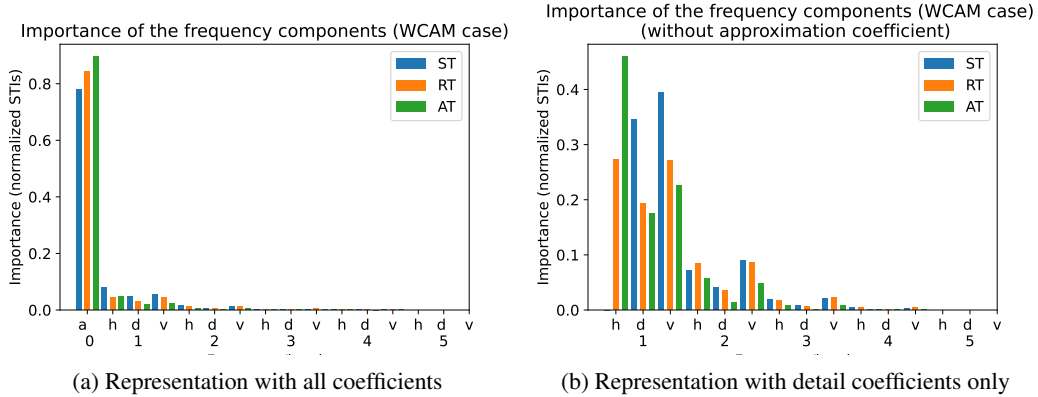 Importance of the frequency components (WCAM case)
Importance (normalized STIs)
0.8
0.6
0.4
0.2
0.0
ST
RT
AT
a h d v h d v h d v h d v h d v
0 1 2 3 4 5
(a) Representation with all coefficients
Importance of the frequency components (WCAM case)
(without approximation coefficient)
Importance (normalized STIs)
0.4
0.3
0.2
0.1
0.0
ST
RT
AT
h d v h d v h d v h d v h d v
1 2 3 4 5
(b) Representation with detail coefficients only